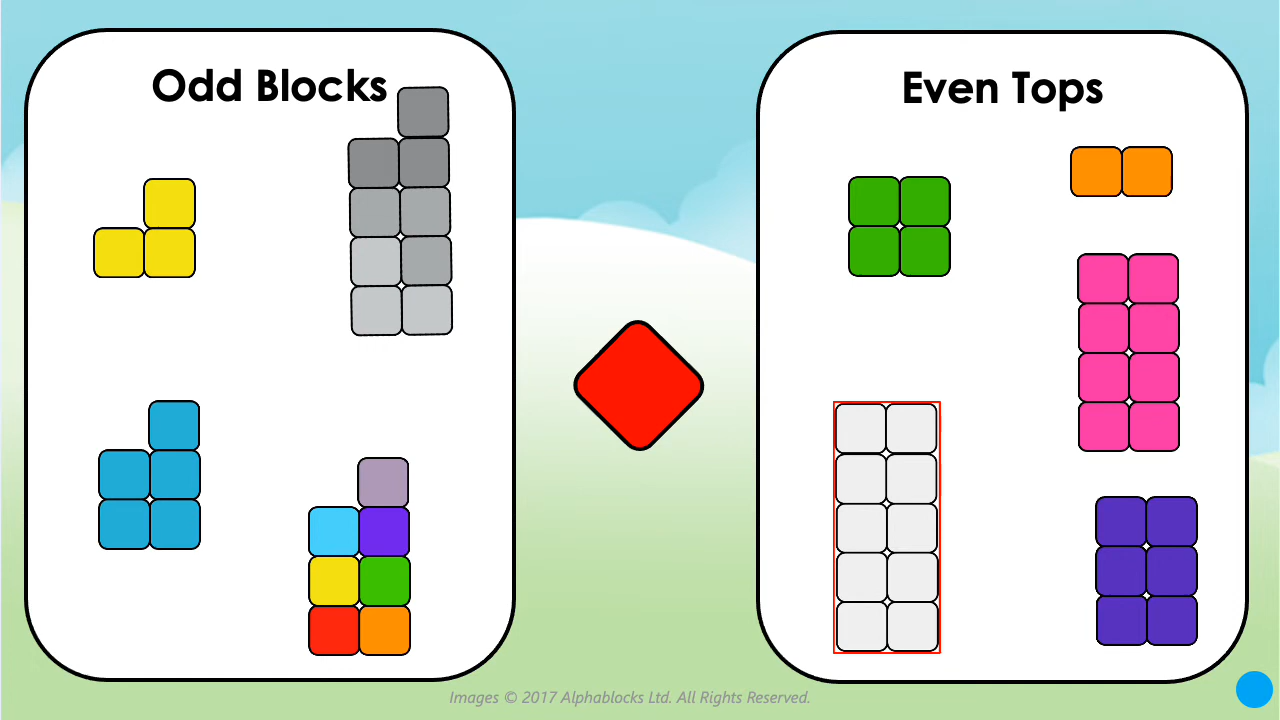 Odd Blocks
Even Tops
Images © 2017 Alphablocks Ltd. All Rights Reserved.